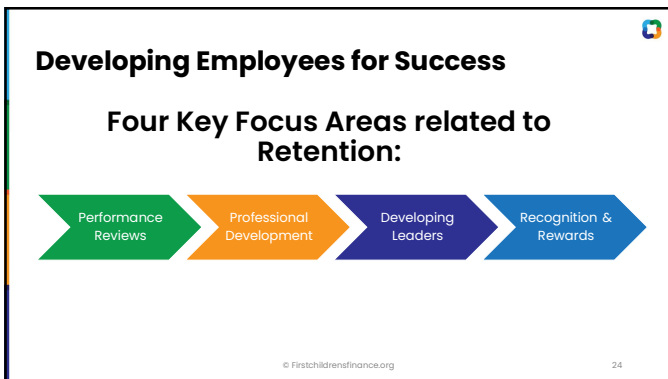 Developing Employees for Success
Four Key Focus Areas related to
Retention:
Performance
Reviews
Professional
Development
Developing
Leaders
Recognition &
Rewards
© Firstchildrensfinance.org
24